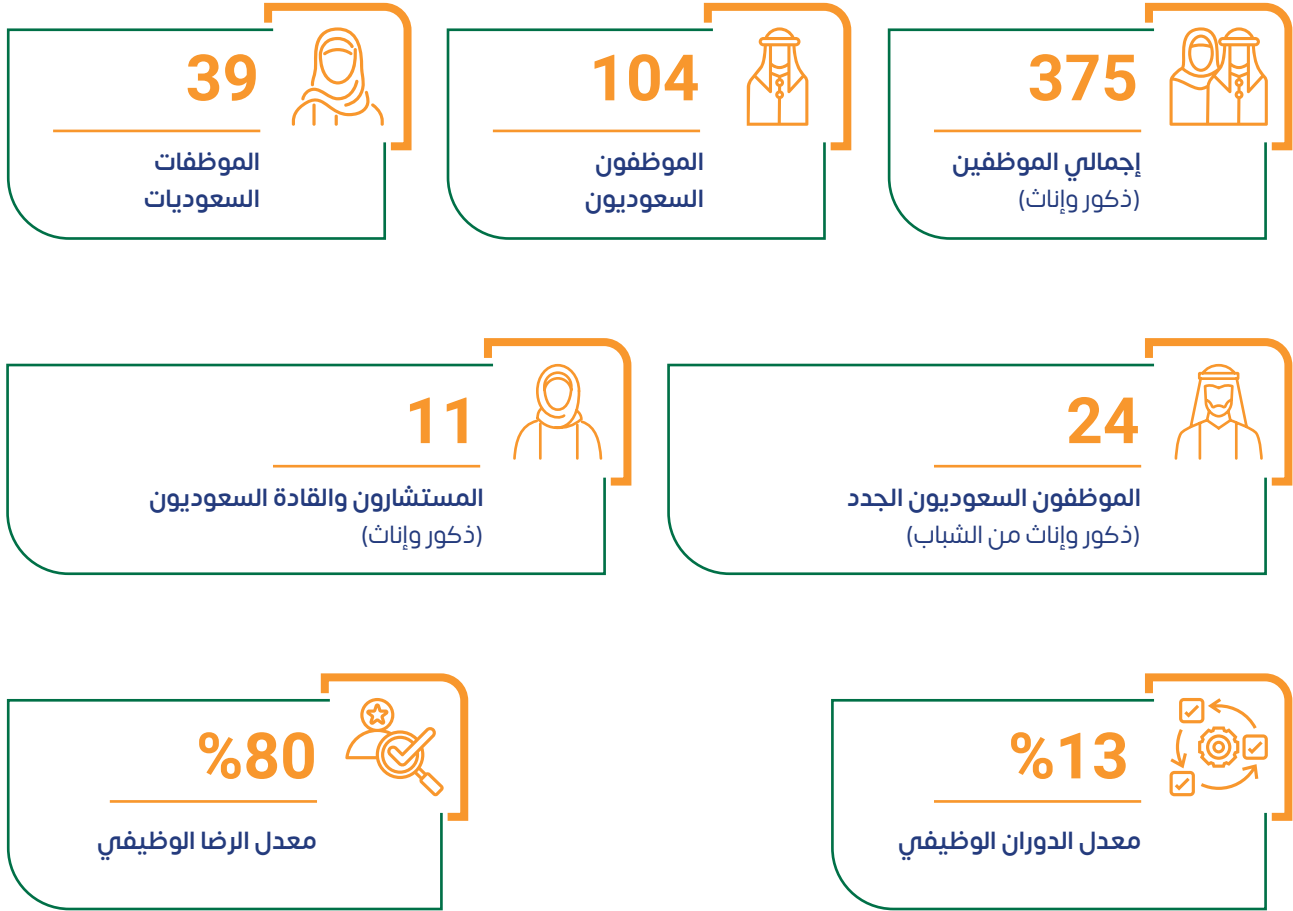 375
إجمالي الموظفين
(ذكور وإناث)
104
الموظفون
السعوديون
39
الموظفات
السعوديات
24
الموظفون السعوديون الجدد
(ذكور وإناث من الشباب)
11
المستشارون والقادة السعوديون
(ذكور وإناث)
%13
معدل الدوران الوظيفي
%80
معدل الرضا الوظيفي